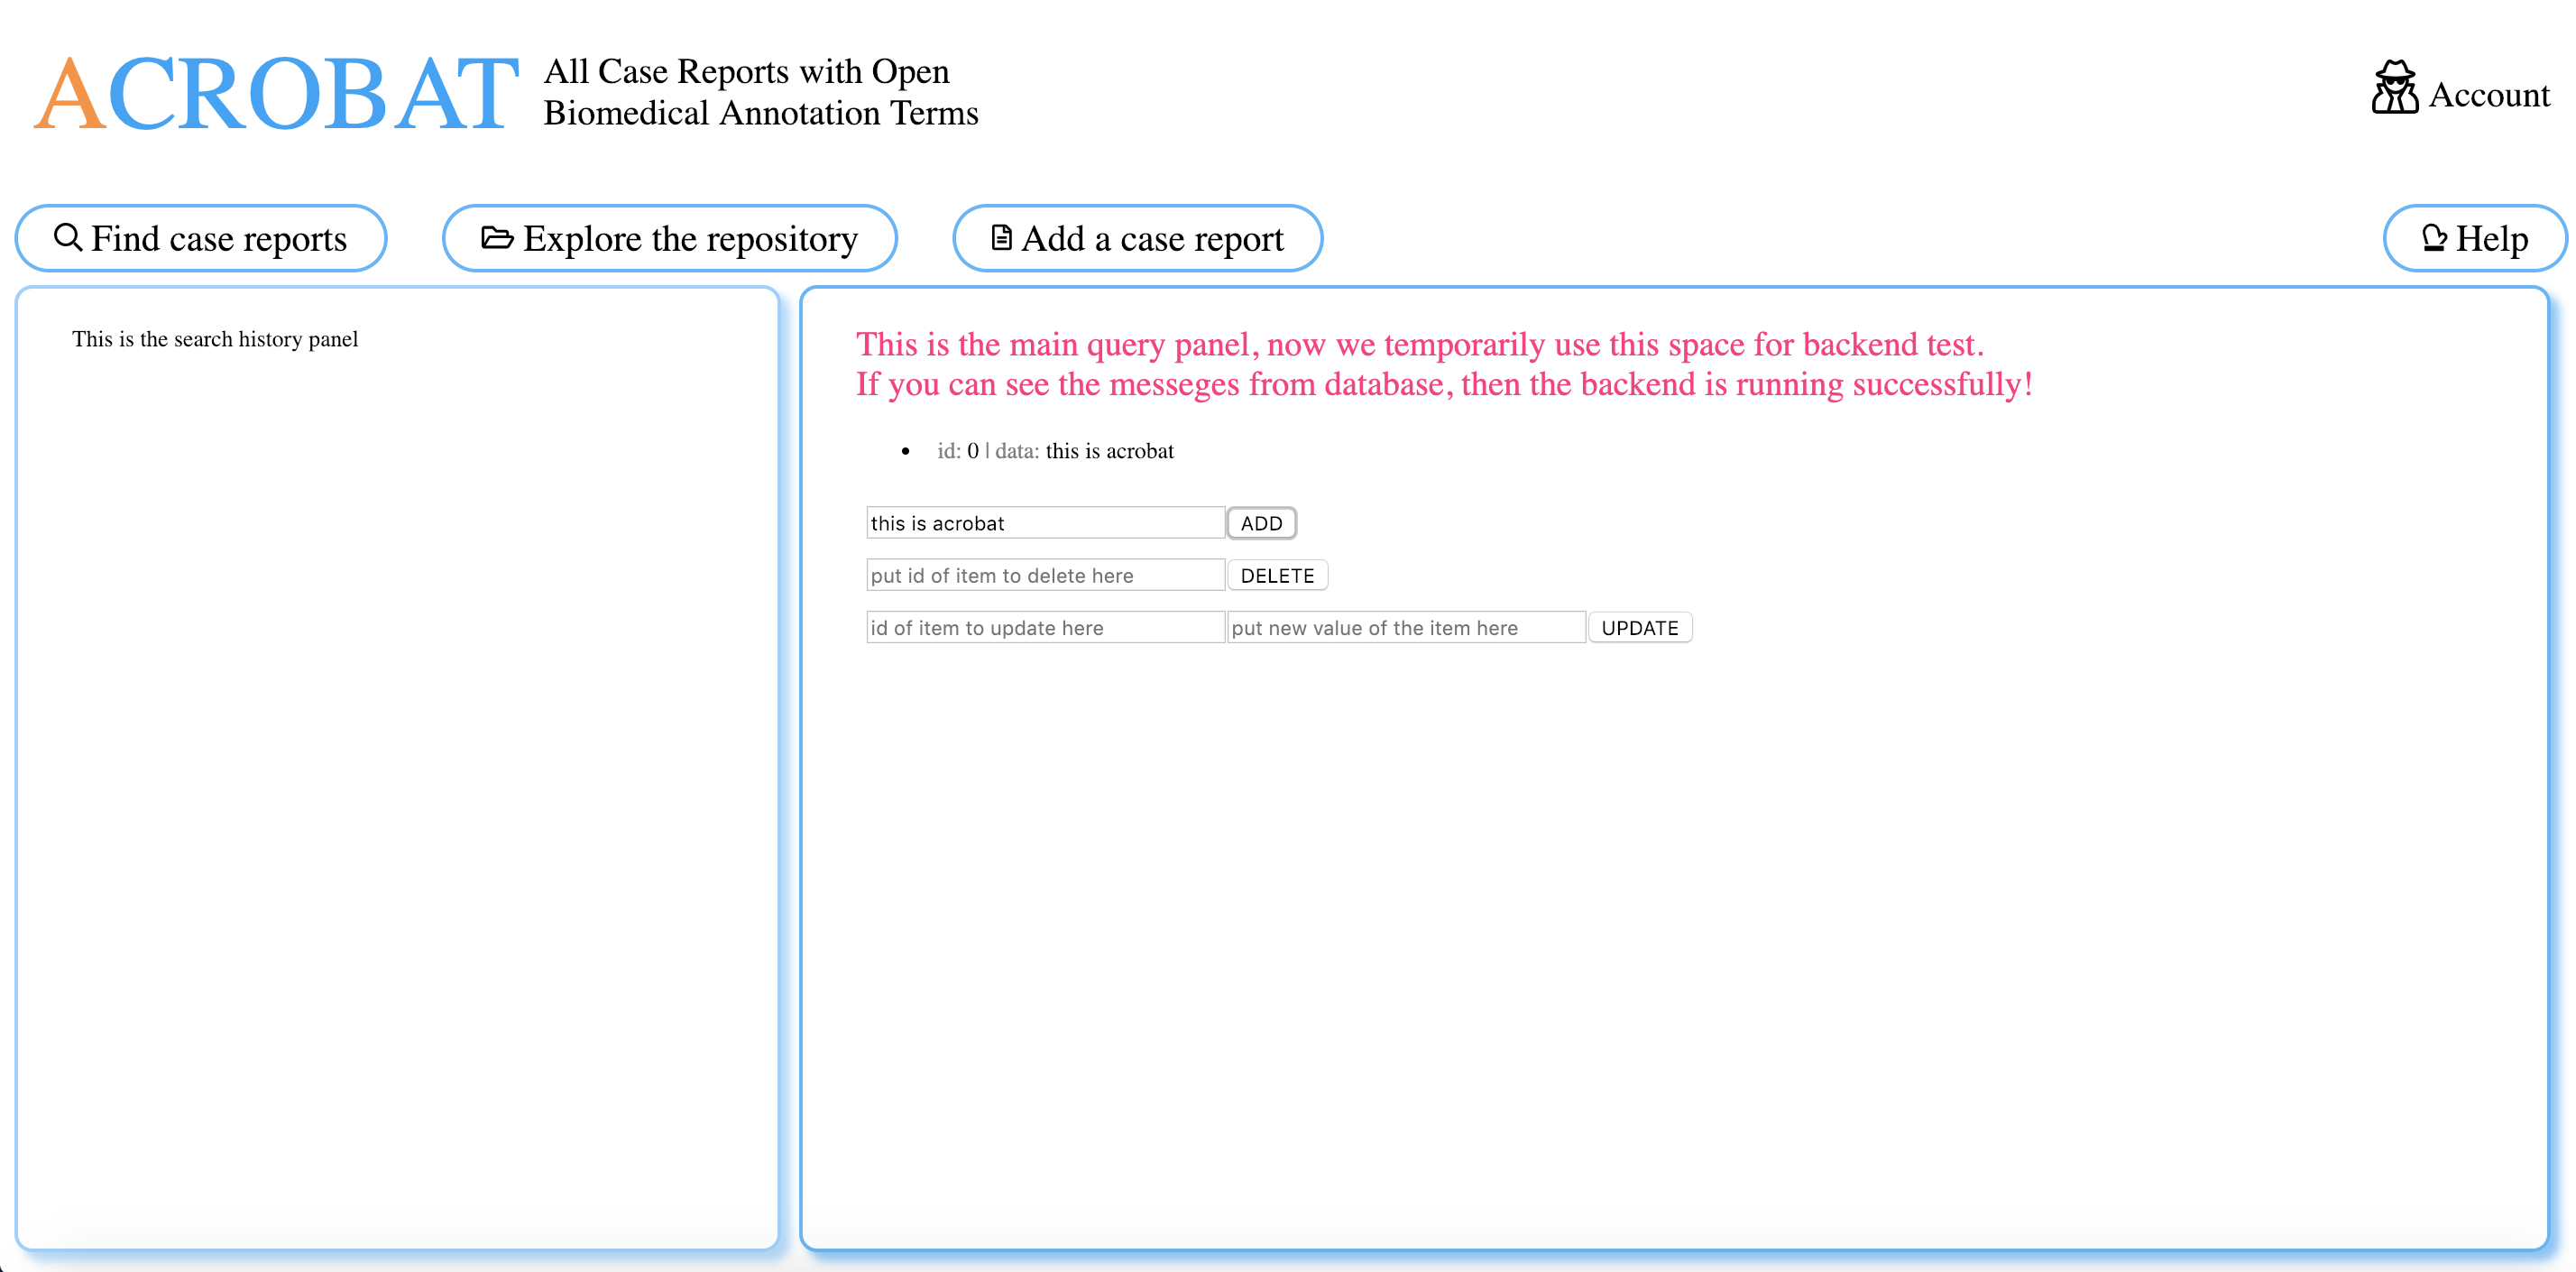 ACROBAT
All Case Reports with Open
Biomedical Annotation Terms
Account
Find case reports
Explore the repository
Add a case report
Help
This is the search history panel
This is the main query panel, now we temporarily use this space for backend test.
If you can see the messeges from database, then the backend is running successfully!
• id: 0 | data: this is acrobat
this is acrobat ADD
put id of item to delete here DELETE
id of item to update here put new value of the item here UPDATE